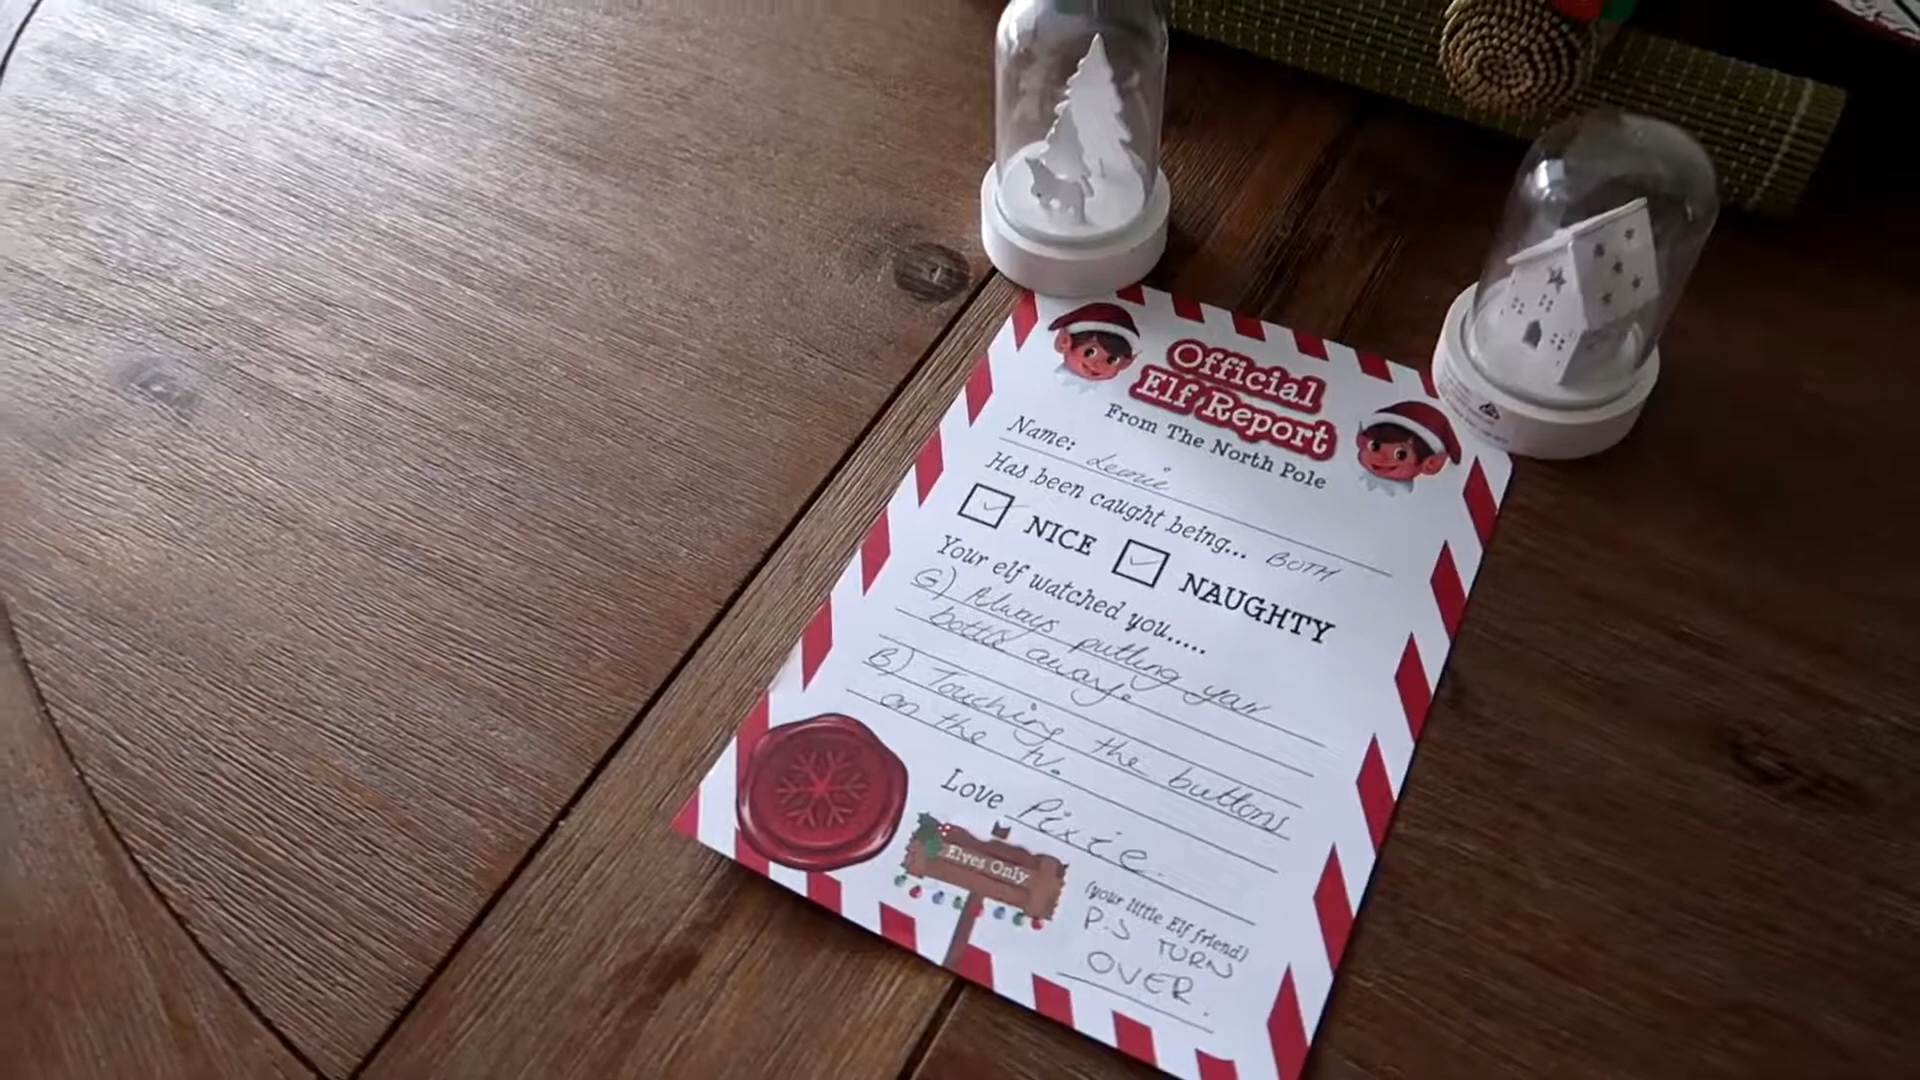 Official
Elf Report
From The North Pole
Name:
Has been caught being... BOTH
NICE NAUGHTY
Your elf watched you.....
G) Always putting your
bottle away.
B) Touching the buttons
on the tv.
Love Pixie
(your little Elf friend)
Elves Only
P.S TURN
OVER.